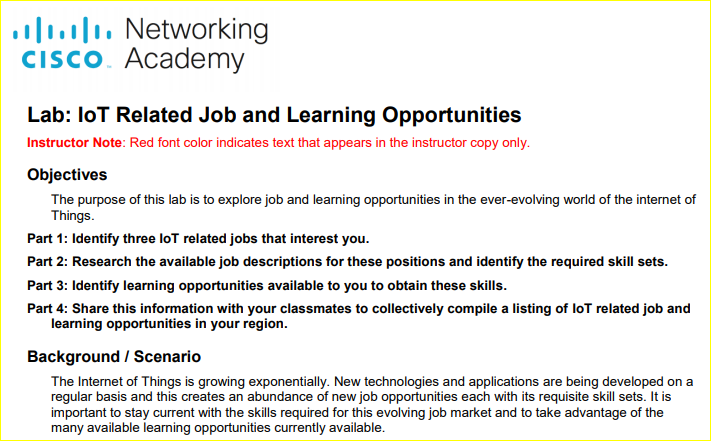 Networking
CISCO Academy
Lab: IoT Related Job and Learning Opportunities
Instructor Note: Red font color indicates text that appears in the instructor copy only.
Objectives
The purpose of this lab is to explore job and learning opportunities in the ever-evolving world of the internet of
Things.
Part 1: Identify three IoT related jobs that interest you.
Part 2: Research the available job descriptions for these positions and identify the required skill sets.
Part 3: Identify learning opportunities available to you to obtain these skills.
Part 4: Share this information with your classmates to collectively compile a listing of IoT related job and
learning opportunities in your region.
Background / Scenario
The Internet of Things is growing exponentially. New technologies and applications are being developed on a
regular basis and this creates an abundance of new job opportunities each with its requisite skill sets. It is
important to stay current with the skills required for this evolving job market and to take advantage of the
many available learning opportunities currently available.